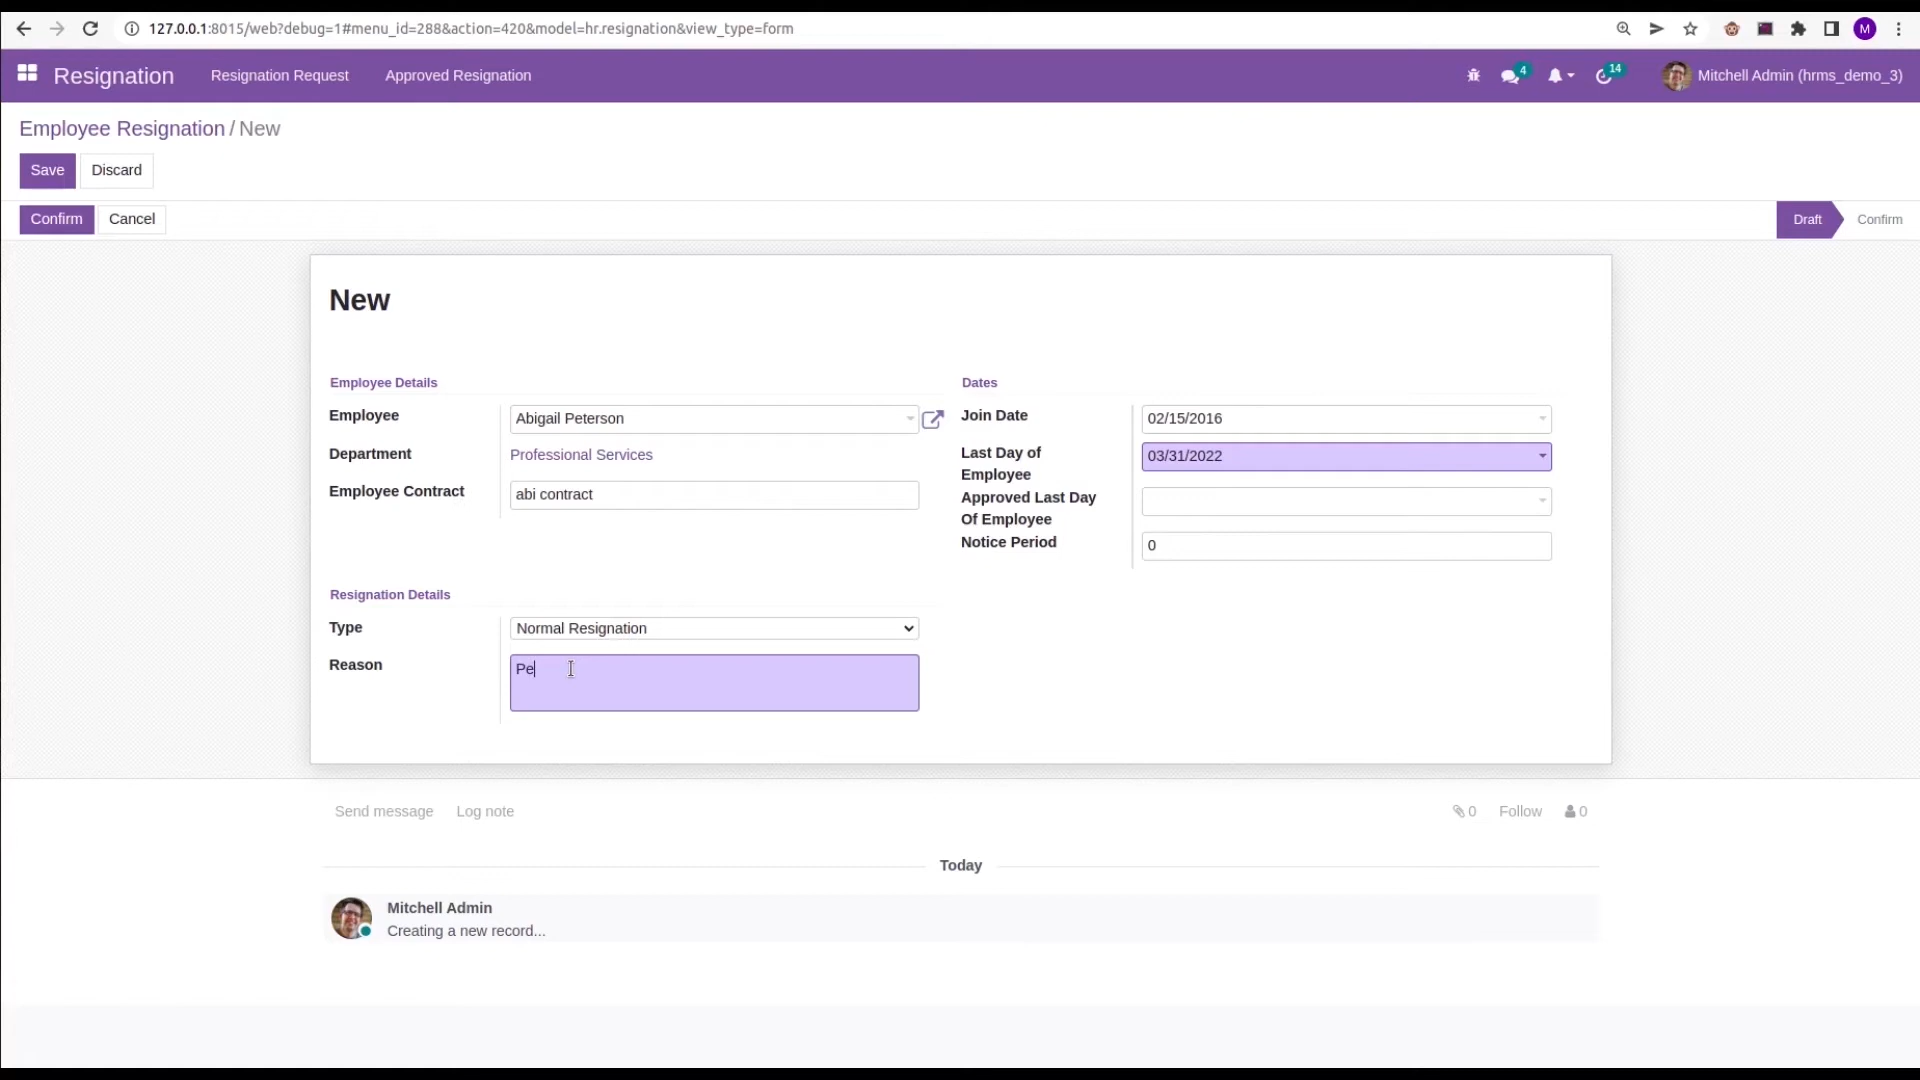 127.0.0.1:8015/web?debug=1#menu_id=288&action=420&model=hr.resignation&view_type=form
M
Resignation
Resignation Request
Approved Resignation
4
14
Mitchell Admin (hrms_demo_3)
Employee Resignation / New
Save
Discard
Confirm
Cancel
Draft
Confirm
New
Employee Details
Employee
Abigail Peterson
Department
Professional Services
Employee Contract
abi contract
Dates
Join Date
02/15/2016
Last Day of
Employee
03/31/2022
Approved Last Day
Of Employee
Notice Period
0
Resignation Details
Type
Normal Resignation
Reason
Pe
Send message
Log note
0
Follow
0
Today
Mitchell Admin
Creating a new record...